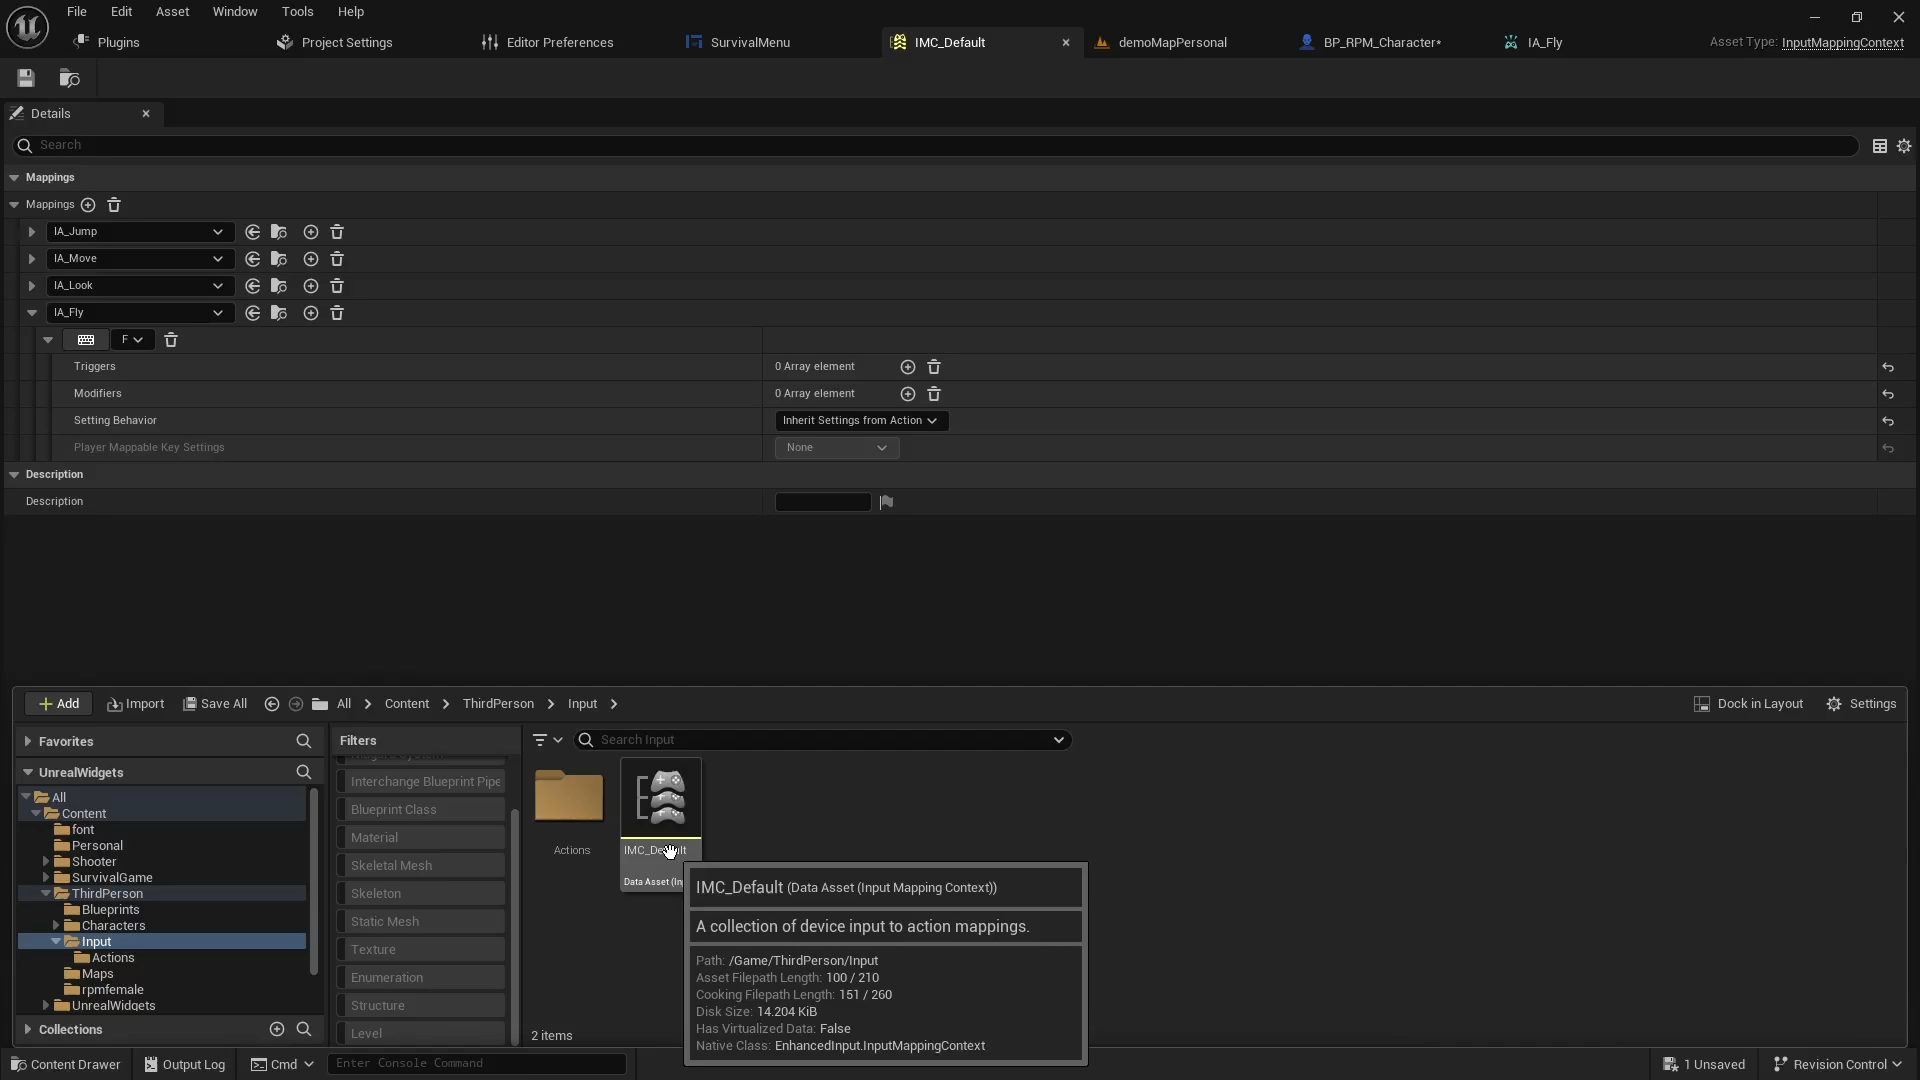 File Edit Asset Window Tools Help
Plugins Project Settings Editor Preferences SurvivalMenu IMC_Default demoMapPersonal BP_RPM_Character* IA_Fly Asset Type: InputMappingContext
Details
Search
Mappings
Mappings
IA_Jump
IA_Move
IA_Look
IA_Fly
F
Triggers 0 Array element
Modifiers 0 Array element
Setting Behavior Inherit Settings from Action
Player Mappable Key Settings None
Description
Description
Add Import Save All All Content ThirdPerson Input Dock in Layout Settings
Favorites
UnrealWidgets
All
Content
font
Personal
Shooter
SurvivalGame
ThirdPerson
Blueprints
Characters
Input
Actions
Maps
rpmfemale
UnrealWidgets
Collections
Filters
Interchange Blueprint Pipe
Blueprint Class
Material
Skeletal Mesh
Skeleton
Static Mesh
Texture
Enumeration
Structure
Level
Search Input
Actions
IMC_Default
Data Asset (In
2 items
IMC_Default (Data Asset (Input Mapping Context))
A collection of device input to action mappings.
Path: /Game/ThirdPerson/Input
Asset Filepath Length: 100 / 210
Cooking Filepath Length: 151 / 260
Disk Size: 14.204 KiB
Has Virtualized Data: False
Native Class: EnhancedInput.InputMappingContext
Content Drawer Output Log Cmd Enter Console Command 1 Unsaved Revision Control